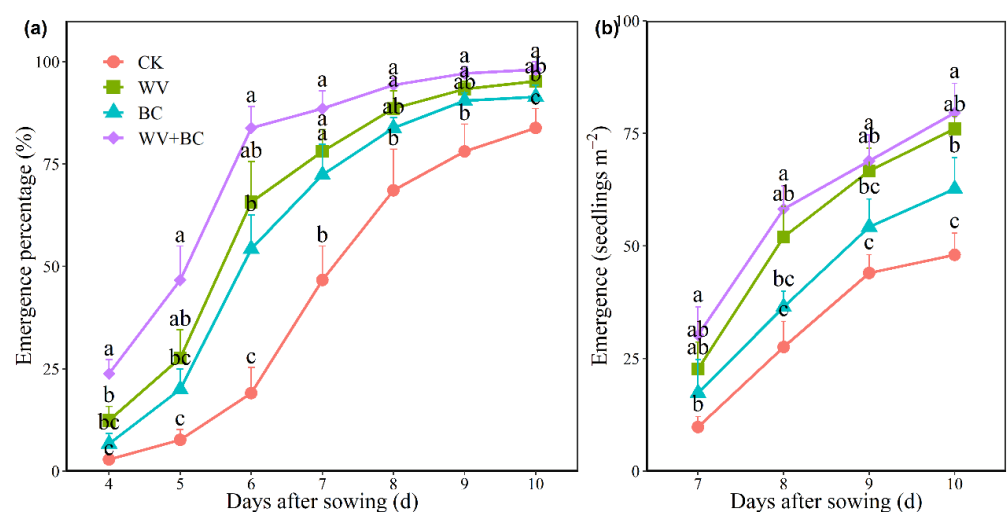 (a)
CK
WV
BC
WV+BC
Emergence percentage (%)
100
75
50
25
0
a
b
bc
c
a
ab
bc
c
a
ab
b
c
a
a
a
b
a
a
ab
b
a
a
ab
b
a
ab
b
c
4
5
6
7
8
9
10
Days after sowing (d)
(b)
Emergence (seedlings m⁻²)
100
75
50
25
0
a
ab
ab
b
a
a
bc
c
a
ab
bc
c
a
ab
b
c
7
8
9
10
Days after sowing (d)